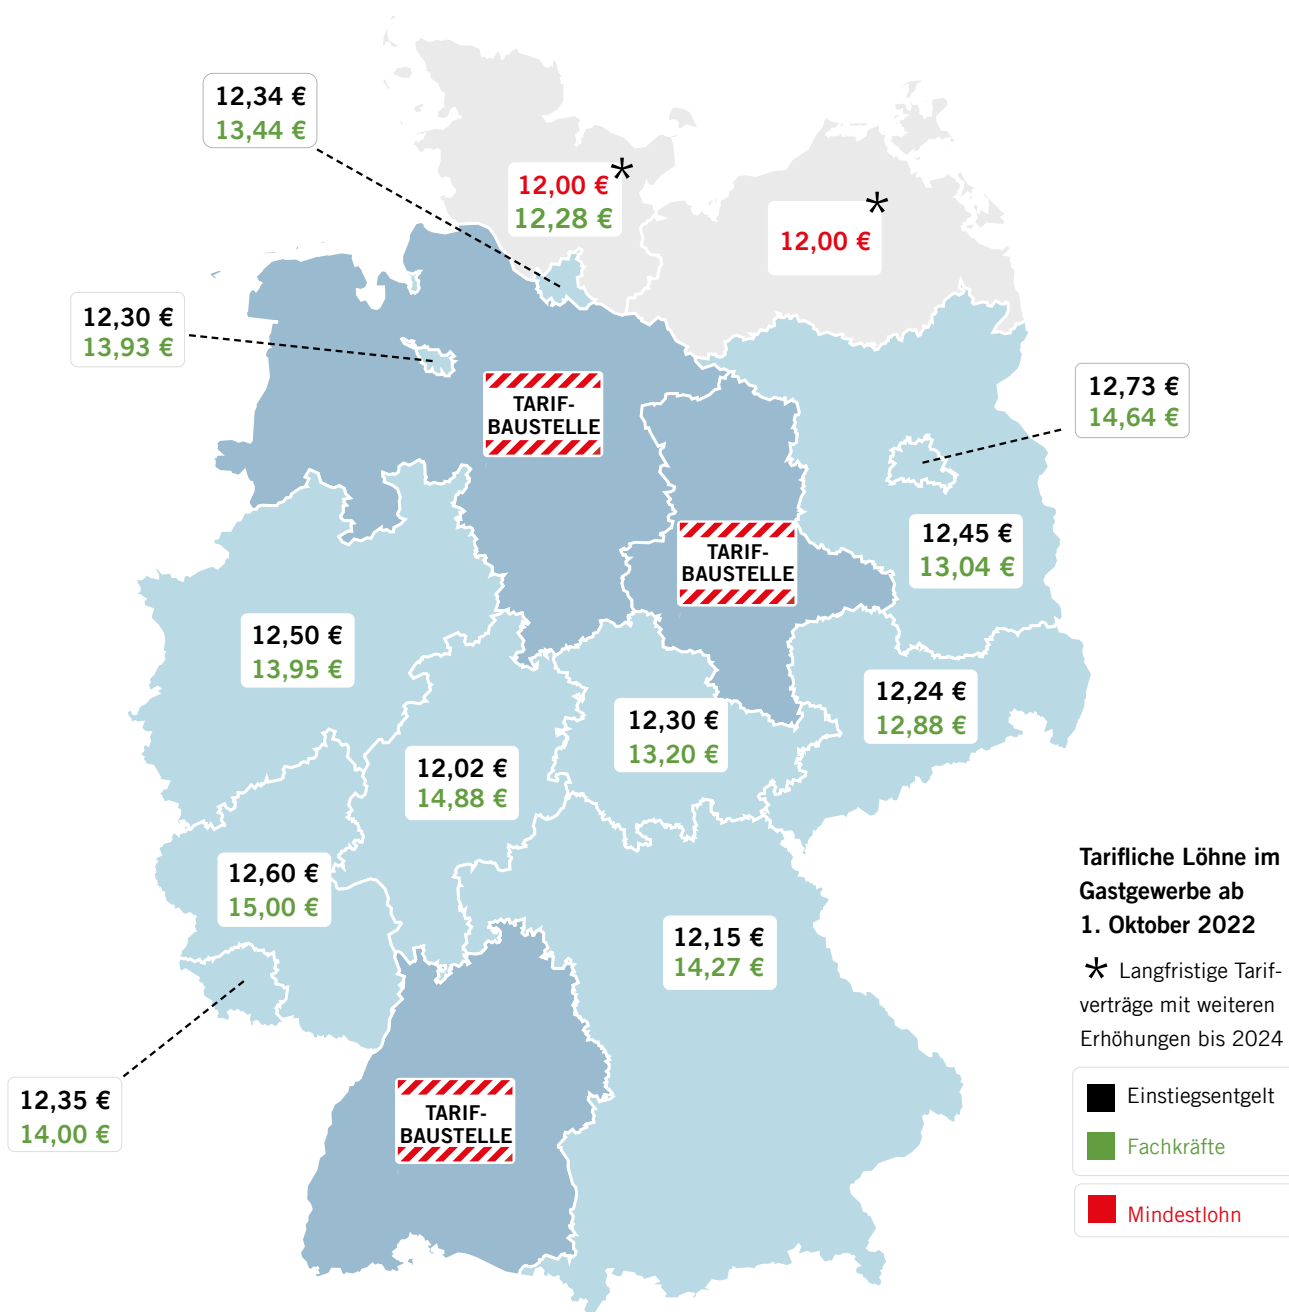 12,34 €
13,44 €
*
12,00 €
12,28 €
*
12,00 €
12,30 €
13,93 €
TARIF-
BAUSTELLE
12,73 €
14,64 €
TARIF-
BAUSTELLE
12,45 €
13,04 €
12,50 €
13,95 €
12,24 €
12,88 €
12,30 €
13,20 €
12,02 €
14,88 €
12,60 €
15,00 €
12,15 €
14,27 €
12,35 €
14,00 €
TARIF-
BAUSTELLE
Tarifliche Löhne im
Gastgewerbe ab
1. Oktober 2022
* Langfristige Tarif-
verträge mit weiteren
Erhöhungen bis 2024
Einstiegsentgelt
Fachkräfte
Mindestlohn